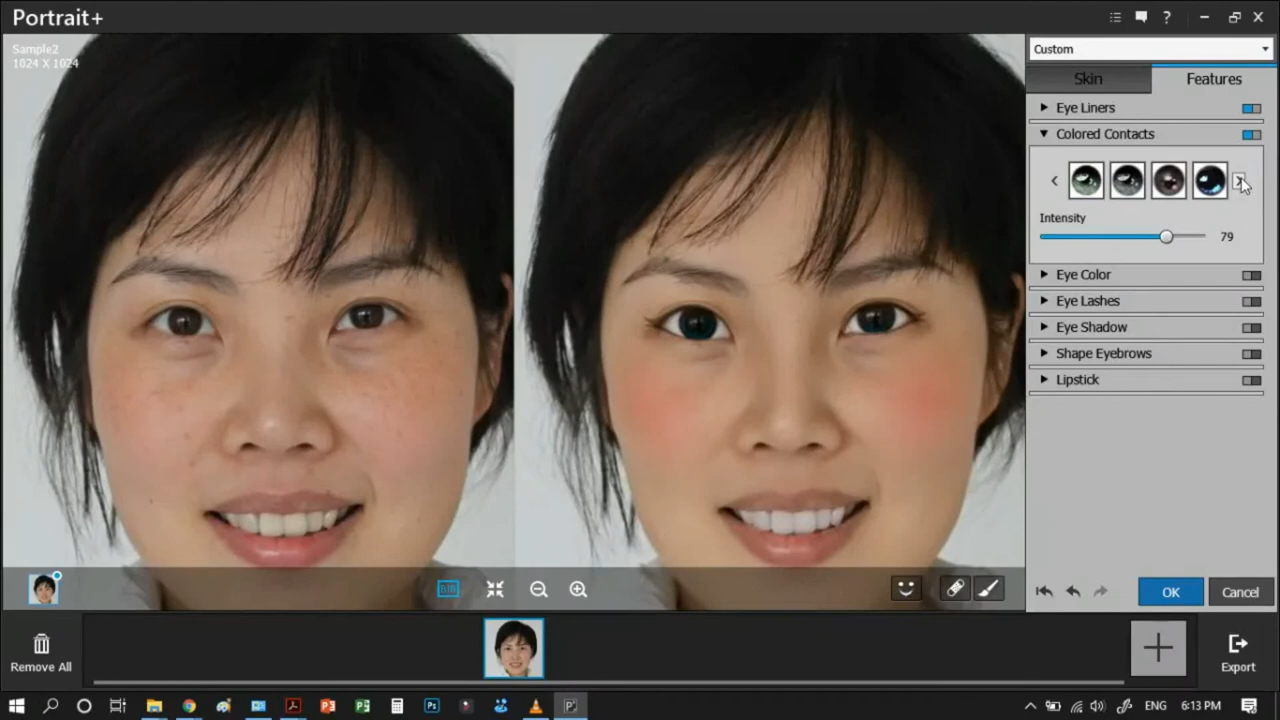 Portrait+
?
Sample2
1024 X 1024
Custom
Skin
Features
Eye Liners
Colored Contacts
Intensity
79
Eye Color
Eye Lashes
Eye Shadow
Shape Eyebrows
Lipstick
OK
Cancel
Remove All
Export
Ps
P+
ENG
6:13 PM